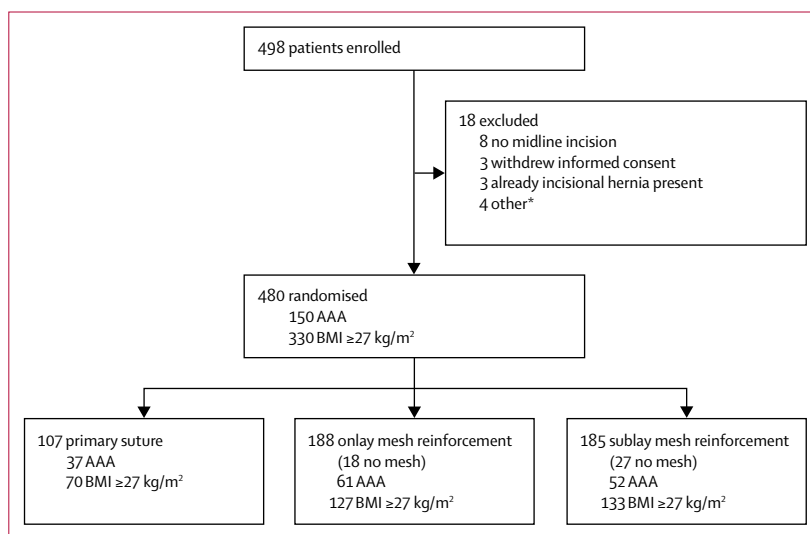 498 patients enrolled
18 excluded
8 no midline incision
3 withdrew informed consent
3 already incisional hernia present
4 other*
480 randomised
150 AAA
330 BMI ≥27 kg/m²
107 primary suture
37 AAA
70 BMI ≥27 kg/m²
188 onlay mesh reinforcement
(18 no mesh)
61 AAA
127 BMI ≥27 kg/m²
185 sublay mesh reinforcement
(27 no mesh)
52 AAA
133 BMI ≥27 kg/m²